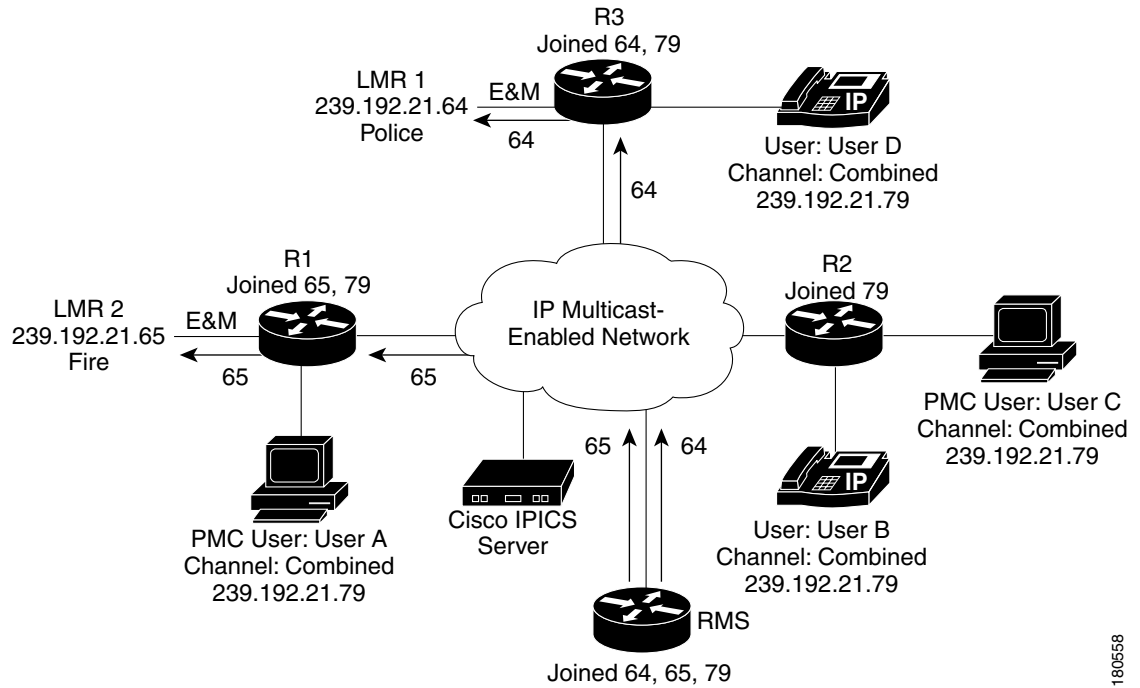 R3
Joined 64, 79
LMR 1
239.192.21.64
Police
E&M
64
IP
User: User D
Channel: Combined
239.192.21.79
64
R1
Joined 65, 79
LMR 2
239.192.21.65
Fire
E&M
65
65
IP Multicast-
Enabled Network
R2
Joined 79
PMC User: User C
Channel: Combined
239.192.21.79
65
64
IP
User: User B
Channel: Combined
239.192.21.79
Cisco IPICS
Server
PMC User: User A
Channel: Combined
239.192.21.79
RMS
Joined 64, 65, 79
180558